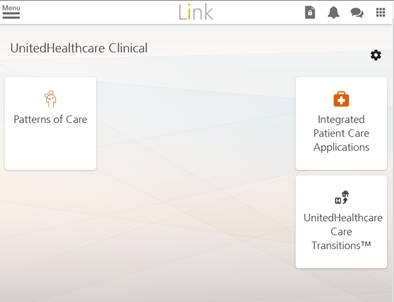 Menu
Link
UnitedHealthcare Clinical
Patterns of Care
Integrated
Patient Care
Applications
UnitedHealthcare
Care
Transitions™